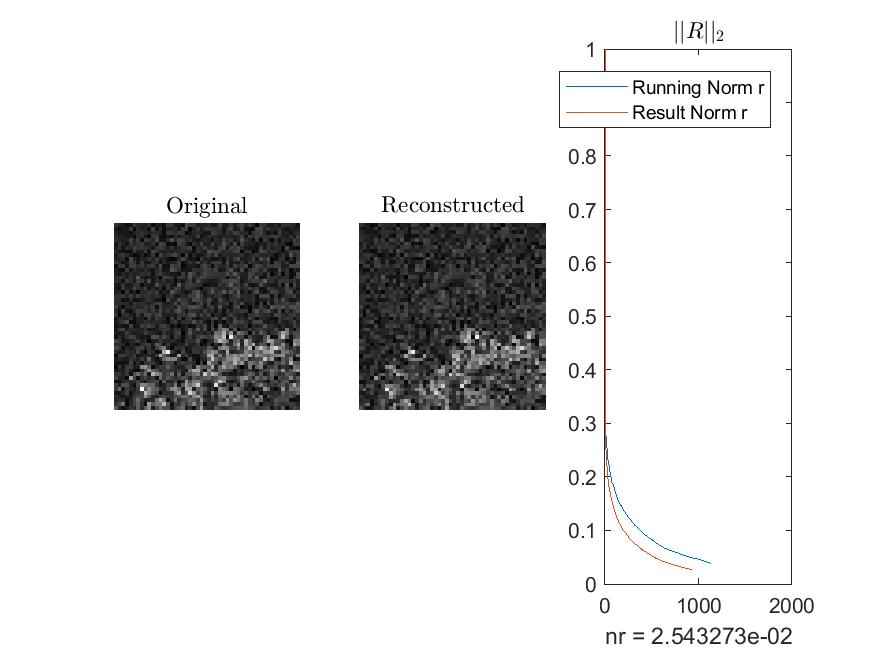 Original
Reconstructed
||R||₂
Running Norm r
Result Norm r
1
0.8
0.7
0.6
0.5
0.4
0.3
0.2
0.1
0
0 1000 2000
nr = 2.543273e-02